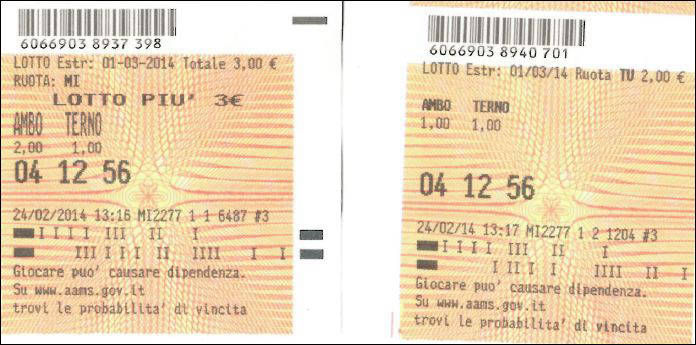 6066903 8937 398
LOTTO Estr: 01-03-2014 Totale 3,00 €
RUOTA: MI
LOTTO PIU' 3€
AMBO TERNO
2,00 1,00
04 12 56
24/02/2014 13:16 MI2277 1 1 6487 #3
Giocare puo' causare dipendenza.
Su www.aams.gov.it
trovi le probabilita' di vincita
6066903 8940 701
LOTTO Estr: 01/03/14 Ruota TU 2,00 €
AMBO TERNO
1,00 1,00
04 12 56
24/02/14 13:17 MI2277 1 2 1204 #3
Giocare puo' causare dipendenza.
Su www.aams.gov.it
trovi le probabilita' di vincita